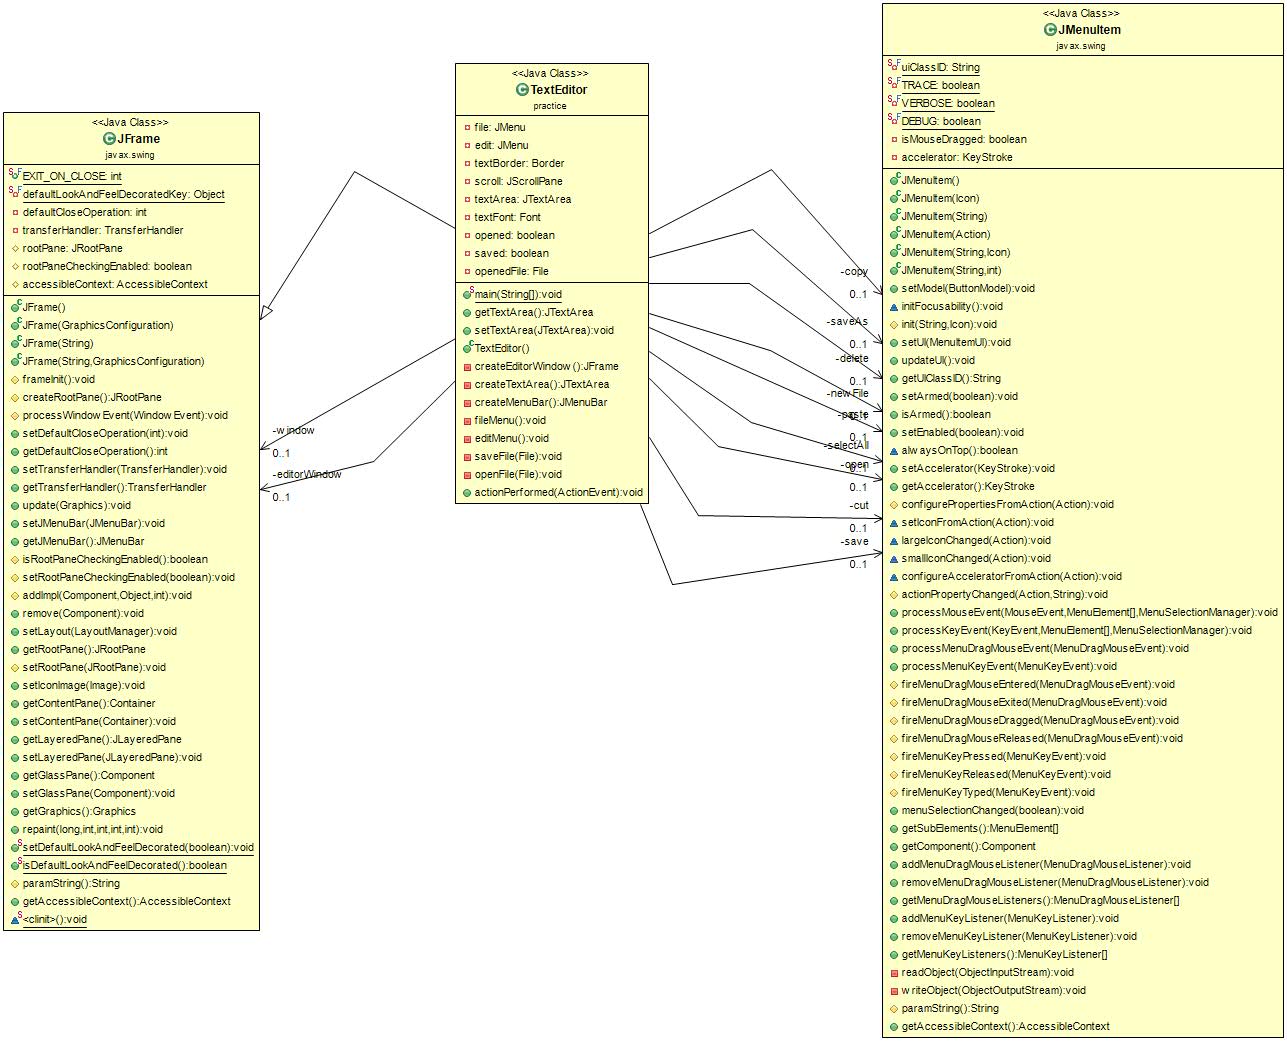 <<Java Class>>
JFrame
javax.swing
EXIT_ON_CLOSE: int
defaultLookAndFeelDecoratedKey: Object
defaultCloseOperation: int
transferHandler: TransferHandler
rootPane: JRootPane
rootPaneCheckingEnabled: boolean
accessibleContext: AccessibleContext
JFrame()
JFrame(GraphicsConfiguration)
JFrame(String)
JFrame(String,GraphicsConfiguration)
frameInit():void
createRootPane():JRootPane
processWindowEvent(WindowEvent):void
setDefaultCloseOperation(int):void
getDefaultCloseOperation():int
setTransferHandler(TransferHandler):void
getTransferHandler():TransferHandler
update(Graphics):void
setJMenuBar(JMenuBar):void
getJMenuBar():JMenuBar
isRootPaneCheckingEnabled():boolean
setRootPaneCheckingEnabled(boolean):void
addImpl(Component,Object,int):void
remove(Component):void
setLayout(LayoutManager):void
getRootPane():JRootPane
setRootPane(JRootPane):void
setIconImage(Image):void
getContentPane():Container
setContentPane(Container):void
getLayeredPane():JLayeredPane
setLayeredPane(JLayeredPane):void
getGlassPane():Component
setGlassPane(Component):void
getGraphics():Graphics
repaint(long,int,int,int,int):void
setDefaultLookAndFeelDecorated(boolean):void
isDefaultLookAndFeelDecorated():boolean
paramString():String
getAccessibleContext():AccessibleContext
<clinit>():void
-window
0..1
-editorWindow
0..1
<<Java Class>>
TextEditor
practice
file: JMenu
edit: JMenu
textBorder: Border
scroll: JScrollPane
textArea: JTextArea
textFont: Font
opened: boolean
saved: boolean
openedFile: File
main(String[]):void
getTextArea():JTextArea
setTextArea(JTextArea):void
TextEditor()
createEditorWindow():JFrame
createTextArea():JTextArea
createMenuBar():JMenuBar
fileMenu():void
editMenu():void
saveFile(File):void
openFile(File):void
actionPerformed(ActionEvent):void
-copy
0..1
-saveAs
0..1
-delete
0..1
-newFile
0..1
-paste
0..1
-selectAll
0..1
-open
0..1
-cut
0..1
-save
0..1
<<Java Class>>
JMenuItem
javax.swing
uiClassID: String
TRACE: boolean
VERBOSE: boolean
DEBUG: boolean
isMouseDragged: boolean
accelerator: KeyStroke
JMenuItem()
JMenuItem(Icon)
JMenuItem(String)
JMenuItem(Action)
JMenuItem(String,Icon)
JMenuItem(String,int)
setModel(ButtonModel):void
initFocusability():void
init(String,Icon):void
setUI(MenuItemUI):void
updateUI():void
getUIClassID():String
setArmed(boolean):void
isArmed():boolean
setEnabled(boolean):void
alwaysOnTop():boolean
setAccelerator(KeyStroke):void
getAccelerator():KeyStroke
configurePropertiesFromAction(Action):void
setIconFromAction(Action):void
largeIconChanged(Action):void
smallIconChanged(Action):void
configureAcceleratorFromAction(Action):void
actionPropertyChanged(Action,String):void
processMouseEvent(MouseEvent,MenuElement[],MenuSelectionManager):void
processKeyEvent(KeyEvent,MenuElement[],MenuSelectionManager):void
processMenuDragMouseEvent(MenuDragMouseEvent):void
processMenuKeyEvent(MenuKeyEvent):void
fireMenuDragMouseEntered(MenuDragMouseEvent):void
fireMenuDragMouseExited(MenuDragMouseEvent):void
fireMenuDragMouseDragged(MenuDragMouseEvent):void
fireMenuDragMouseReleased(MenuDragMouseEvent):void
fireMenuKeyPressed(MenuKeyEvent):void
fireMenuKeyReleased(MenuKeyEvent):void
fireMenuKeyTyped(MenuKeyEvent):void
menuSelectionChanged(boolean):void
getSubElements():MenuElement[]
getComponent():Component
addMenuDragMouseListener(MenuDragMouseListener):void
removeMenuDragMouseListener(MenuDragMouseListener):void
getMenuDragMouseListeners():MenuDragMouseListener[]
addMenuKeyListener(MenuKeyListener):void
removeMenuKeyListener(MenuKeyListener):void
getMenuKeyListeners():MenuKeyListener[]
readObject(ObjectInputStream):void
writeObject(ObjectOutputStream):void
paramString():String
getAccessibleContext():AccessibleContext